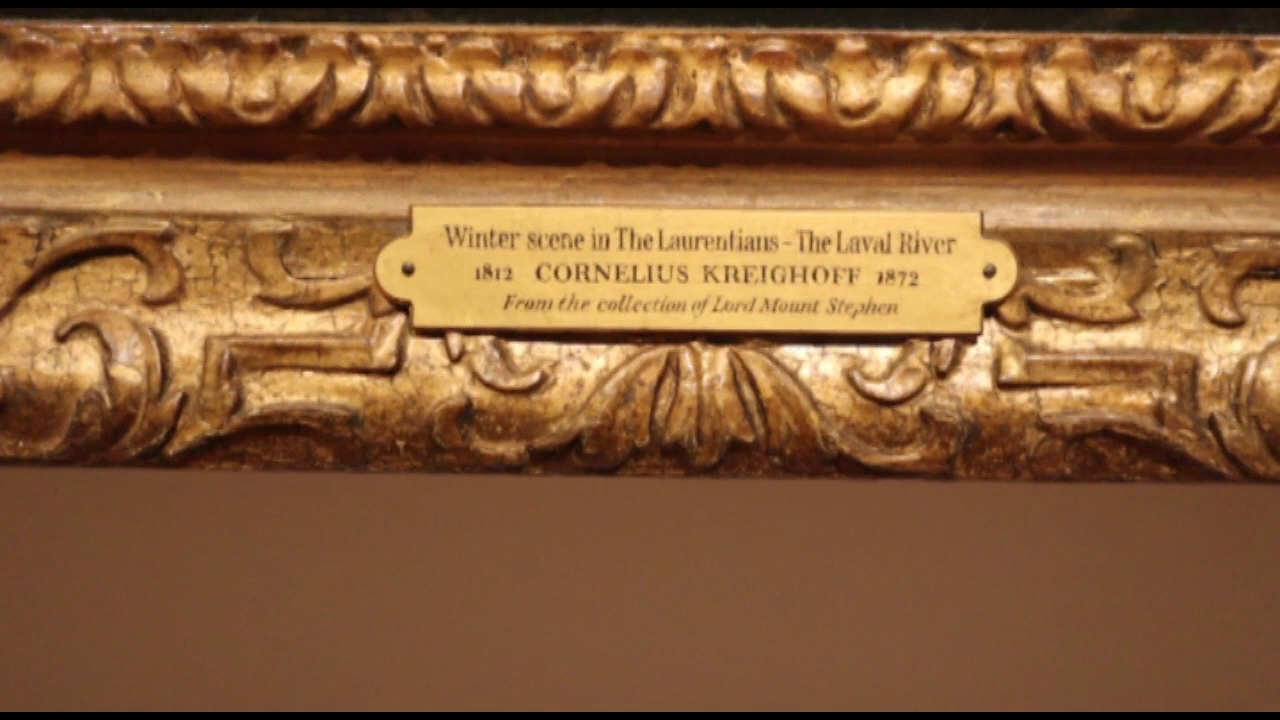 Winter scene in The Laurentians - The Laval River
1812 CORNELIUS KREIGHOFF 1872
From the collection of Lord Mount Stephen